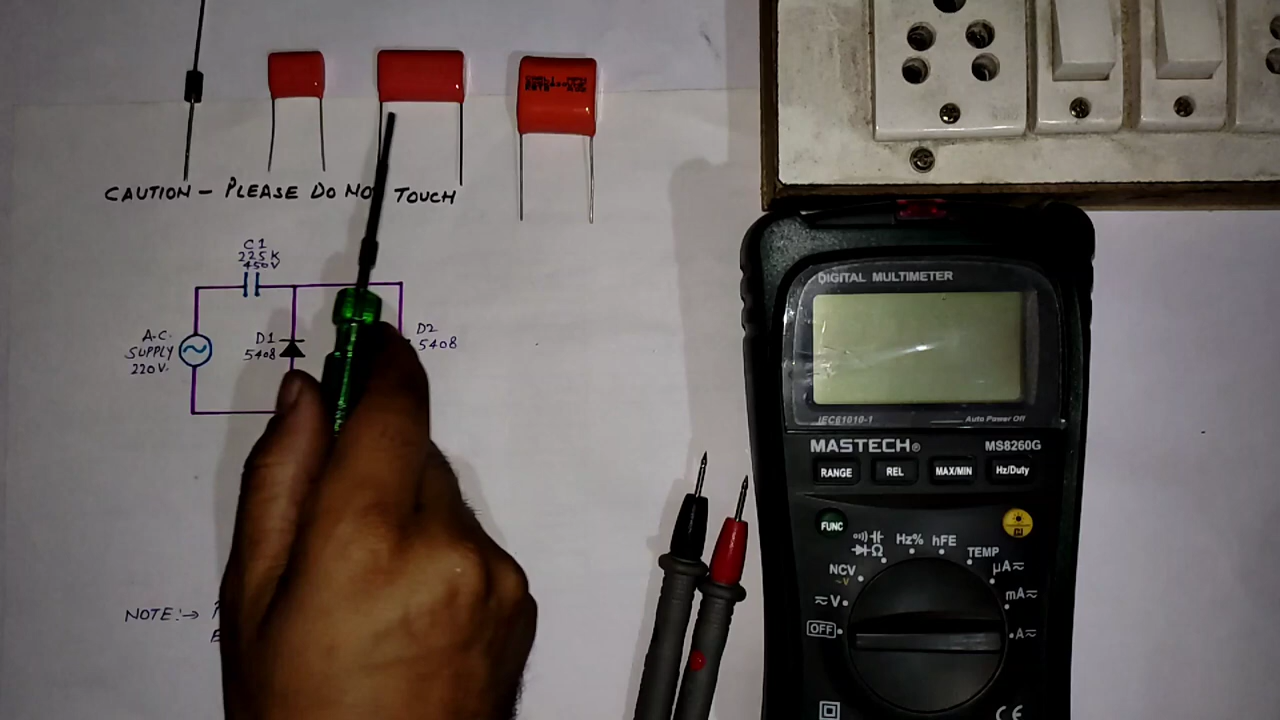 CAUTION - PLEASE DO NO TOUCH
C1
225K
450V
A.C.
SUPPLY
220V.
D1
5408
D2
5408
NOTE:→
DIGITAL MULTIMETER
IEC61010-1
Auto Power Off
MASTECH®
MS8260G
RANGE
REL
MAX/MIN
Hz/Duty
FUNC
Hz%
hFE
TEMP
NCV
~V
Ω
μA
mA
V
A
OFF
CE